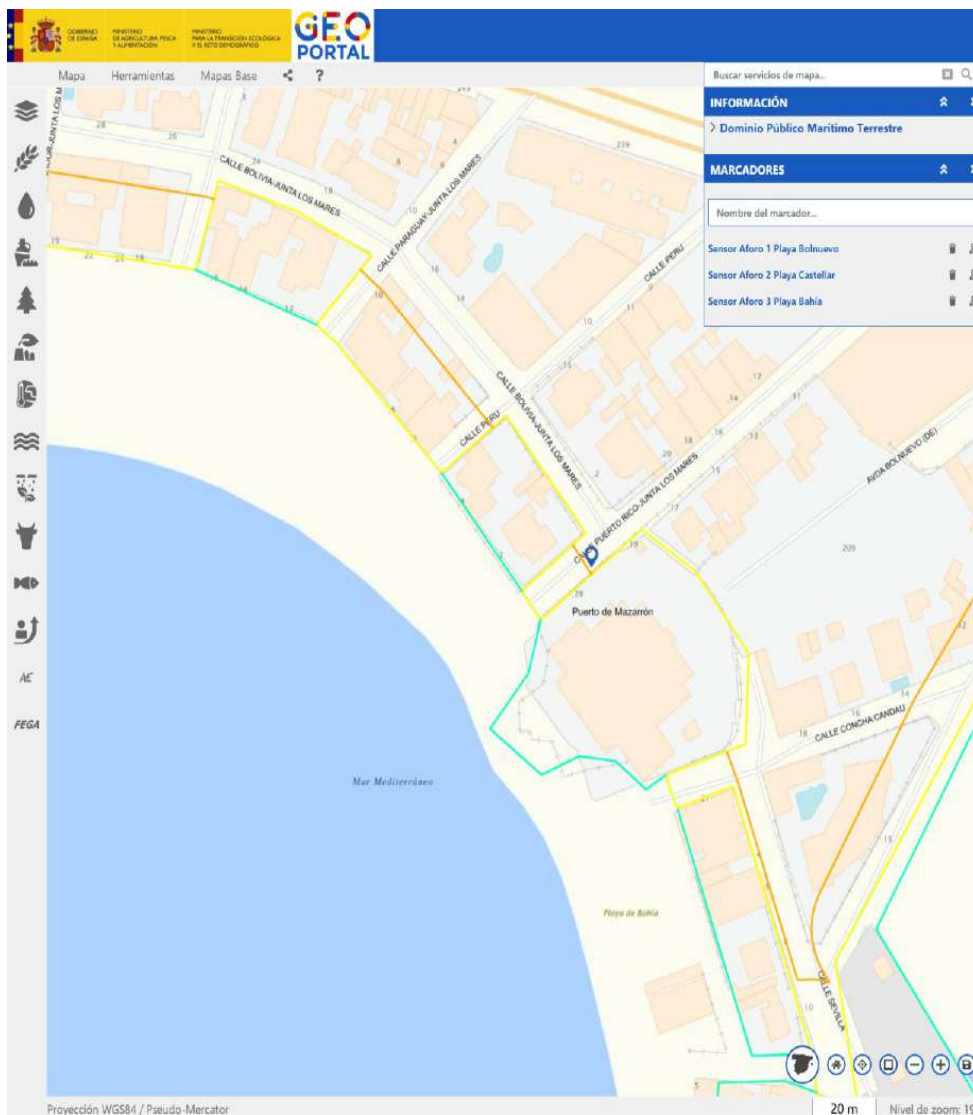 GOBIERNO
DE ESPAÑA
MINISTERIO
DE AGRICULTURA, PESCA
Y ALIMENTACIÓN
MINISTERIO
PARA LA TRANSICIÓN ECOLÓGICA
Y EL RETO DEMOGRÁFICO
GEO
PORTAL
Mapa Herramientas Mapas Base ?
Buscar servicios de mapa...
INFORMACIÓN
> Dominio Público Marítimo Terrestre
MARCADORES
Nombre del marcador...
Sensor Aforo 1 Playa Bolnuevo
Sensor Aforo 2 Playa Castellar
Sensor Aforo 3 Playa Bahía
AE
FEGA
CALLE BOLIVIA-JUNTA LOS MARES
CALLE PARAGUAY-JUNTA LOS MARES
CALLE PERU
CALLE PERU
CALLE BOLIVIA-JUNTA LOS MARES
CALLE PUERTO RICO-JUNTA LOS MARES
AVDA BOLNUEVO (DE)
239
209
Puerto de Mazarrón
CALLE CONCHA CANDAU
Mar Mediterráneo
Playa de Bahía
CALLE SEVILLA
Proyección WGS84 / Pseudo-Mercator
20 m
Nivel de zoom: 19